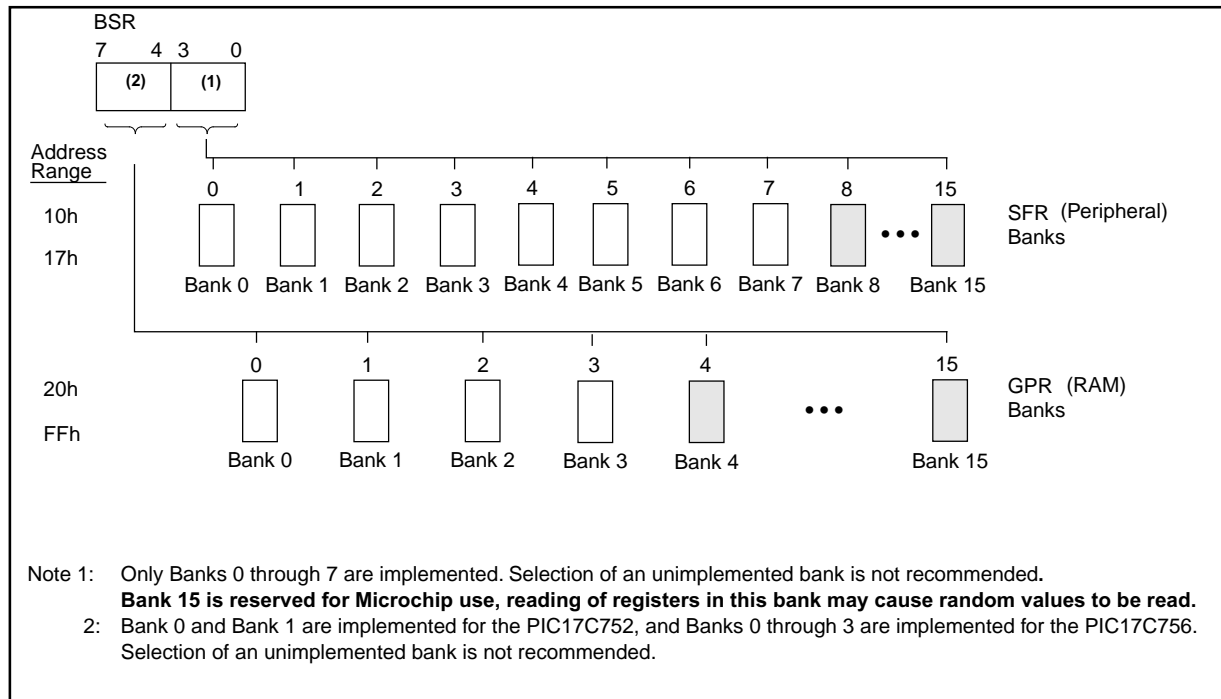 BSR
7 4 3 0
(2) (1)
Address
Range
0 1 2 3 4 5 6 7 8 15
10h
SFR (Peripheral)
Banks
17h
Bank 0 Bank 1 Bank 2 Bank 3 Bank 4 Bank 5 Bank 6 Bank 7 Bank 8 Bank 15
0 1 2 3 4 15
20h
GPR (RAM)
Banks
FFh
Bank 0 Bank 1 Bank 2 Bank 3 Bank 4 Bank 15
Note 1: Only Banks 0 through 7 are implemented. Selection of an unimplemented bank is not recommended.
Bank 15 is reserved for Microchip use, reading of registers in this bank may cause random values to be read.
2: Bank 0 and Bank 1 are implemented for the PIC17C752, and Banks 0 through 3 are implemented for the PIC17C756.
Selection of an unimplemented bank is not recommended.